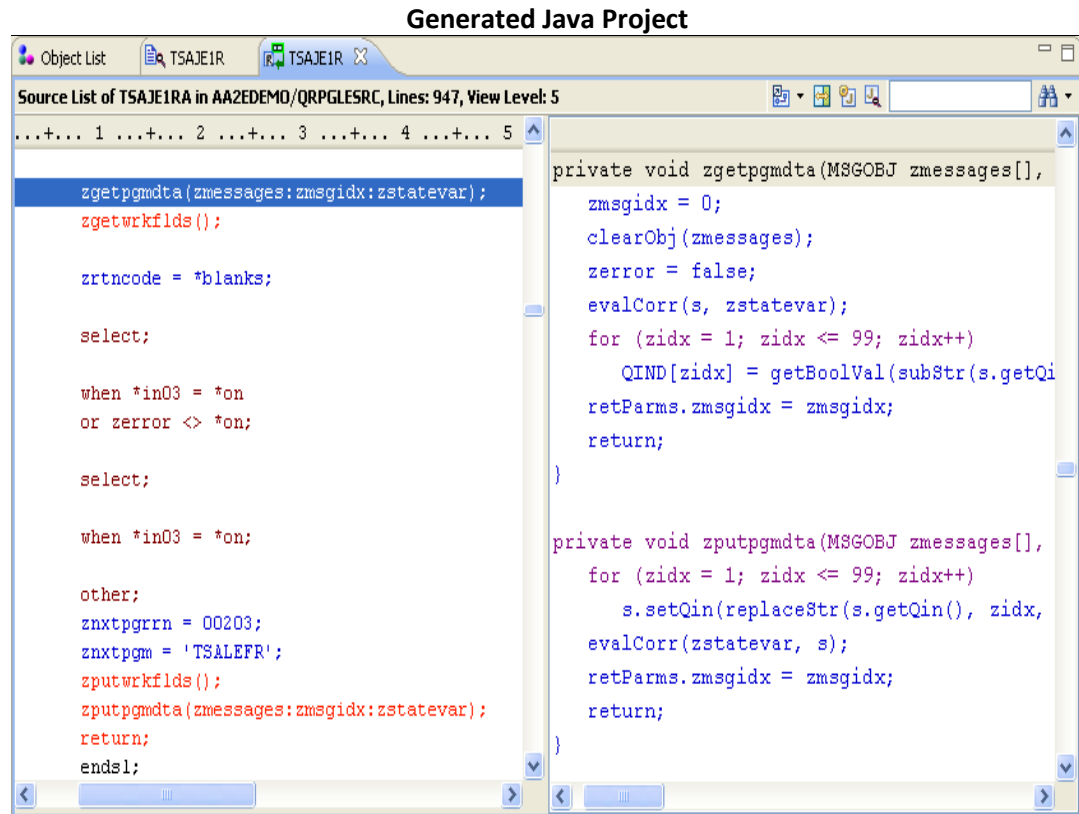 Generated Java Project
Object List TSAJE1R TSAJE1R
Source List of TSAJE1RA in AA2EDEMO/QRPGLESRC, Lines: 947, View Level: 5
...+... 1 ...+... 2 ...+... 3 ...+... 4 ...+... 5
zgetpgmdta(zmessages:zmsgidx:zstatevar);
zgetwrkflds();
zrtncode = *blanks;
select;
when *in03 = *on
or zerror <> *on;
select;
when *in03 = *on;
other;
znxtpgrrn = 00203;
znxtpgm = 'TSALEFR';
zputwrkflds();
zputpgmdta(zmessages:zmsgidx:zstatevar);
return;
endsl;
private void zgetpgmdta(MSGOBJ zmessages[],
zmsgidx = 0;
clearObj(zmessages);
zerror = false;
evalCorr(s, zstatevar);
for (zidx = 1; zidx <= 99; zidx++)
QIND[zidx] = getBoolVal(subStr(s.getQi
retParms.zmsgidx = zmsgidx;
return;
}
private void zputpgmdta(MSGOBJ zmessages[],
for (zidx = 1; zidx <= 99; zidx++)
s.setQin(replaceStr(s.getQin(), zidx,
evalCorr(zstatevar, s);
retParms.zmsgidx = zmsgidx;
return;
}